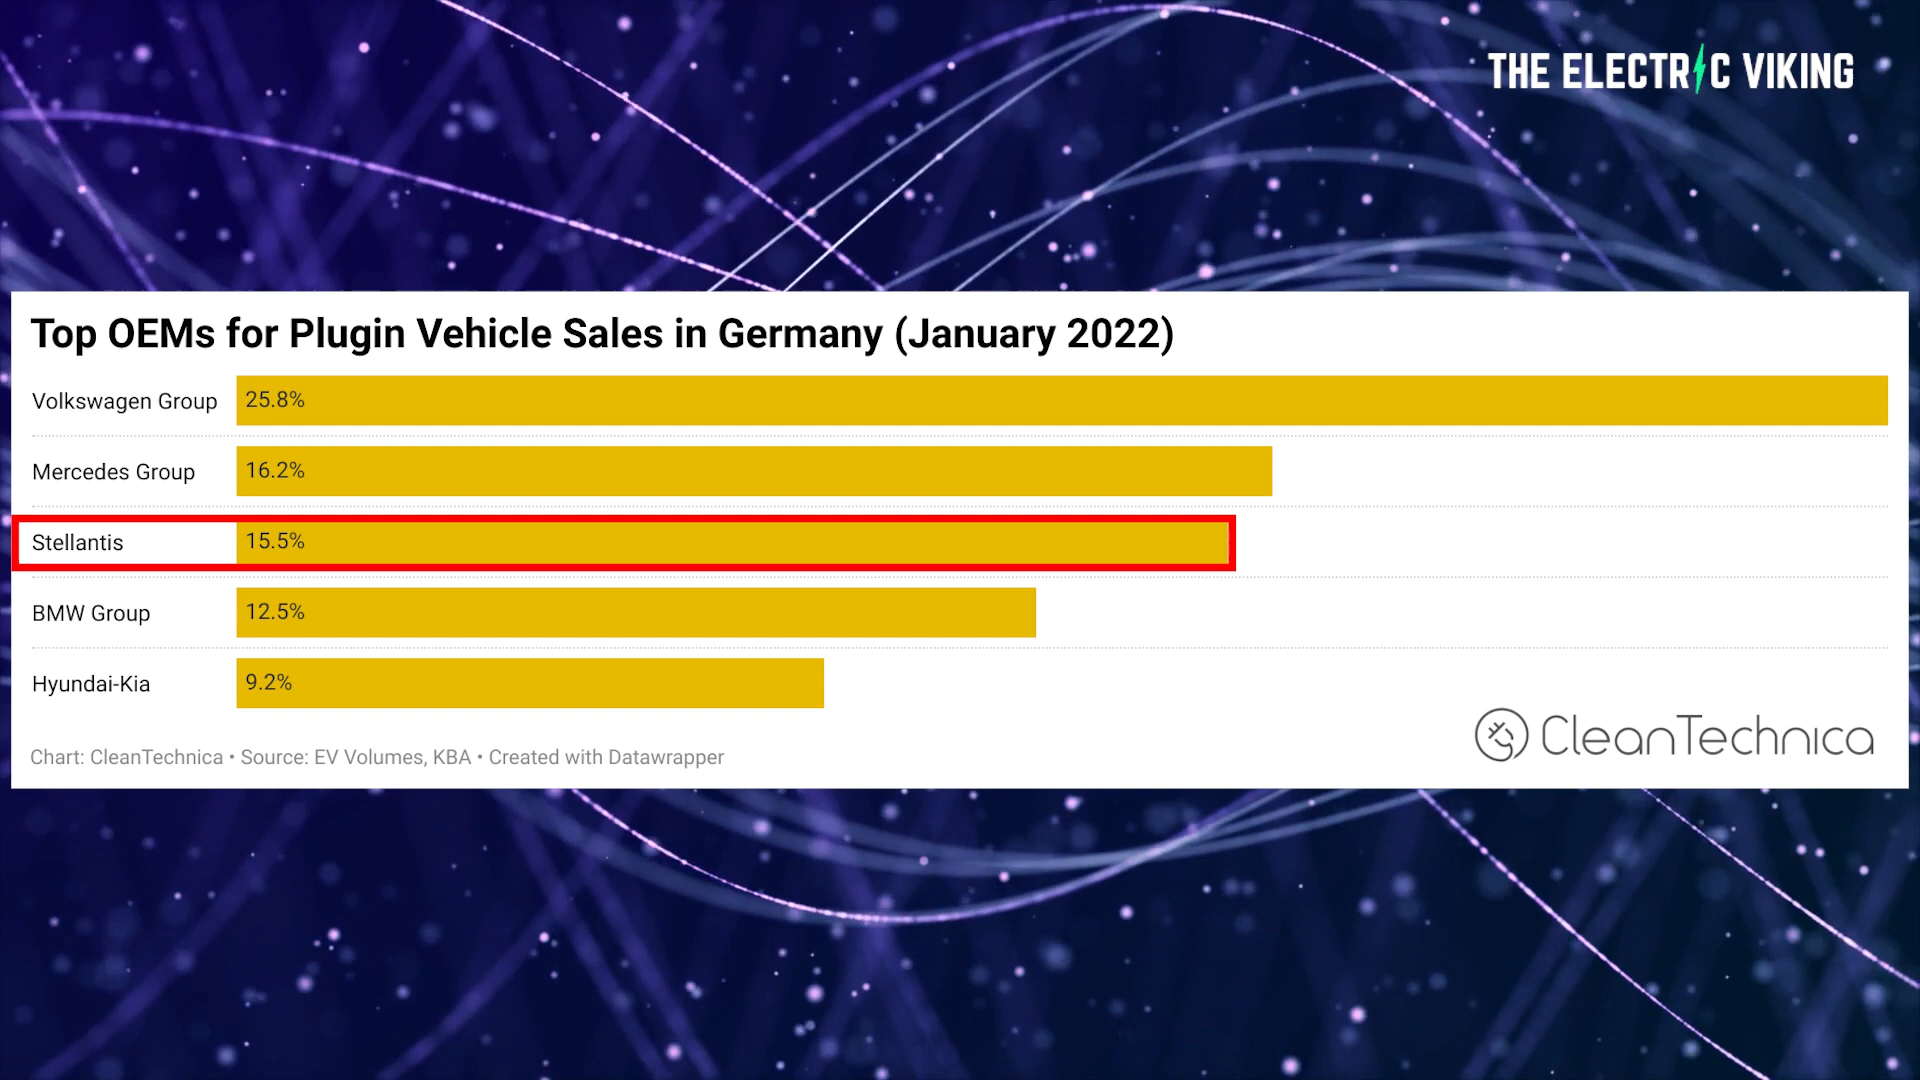 THE ELECTRIC VIKING
Top OEMs for Plugin Vehicle Sales in Germany (January 2022)
Volkswagen Group 25.8%
Mercedes Group 16.2%
Stellantis 15.5%
BMW Group 12.5%
Hyundai-Kia 9.2%
CleanTechnica
Chart: CleanTechnica • Source: EV Volumes, KBA • Created with Datawrapper